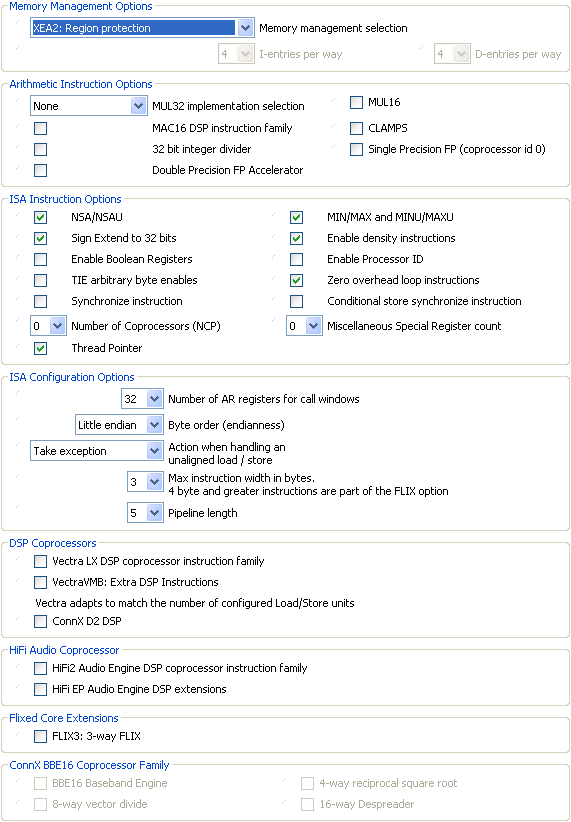 Memory Management Options
XEA2: Region protection Memory management selection
4 I-entries per way 4 D-entries per way
Arithmetic Instruction Options
None MUL32 implementation selection MUL16
MAC16 DSP instruction family CLAMPS
32 bit integer divider Single Precision FP (coprocessor id 0)
Double Precision FP Accelerator
ISA Instruction Options
NSA/NSAU MIN/MAX and MINU/MAXU
Sign Extend to 32 bits Enable density instructions
Enable Boolean Registers Enable Processor ID
TIE arbitrary byte enables Zero overhead loop instructions
Synchronize instruction Conditional store synchronize instruction
0 Number of Coprocessors (NCP) 0 Miscellaneous Special Register count
Thread Pointer
ISA Configuration Options
32 Number of AR registers for call windows
Little endian Byte order (endianness)
Take exception Action when handling an
unaligned load / store
3 Max instruction width in bytes.
4 byte and greater instructions are part of the FLIX option
5 Pipeline length
DSP Coprocessors
Vectra LX DSP coprocessor instruction family
VectraVMB: Extra DSP Instructions
Vectra adapts to match the number of configured Load/Store units
ConnX D2 DSP
HiFi Audio Coprocessor
HiFi2 Audio Engine DSP coprocessor instruction family
HiFi EP Audio Engine DSP extensions
Flixed Core Extensions
FLIX3: 3-way FLIX
ConnX BBE16 Coprocessor Family
BBE16 Baseband Engine 4-way reciprocal square root
8-way vector divide 16-way Despreader